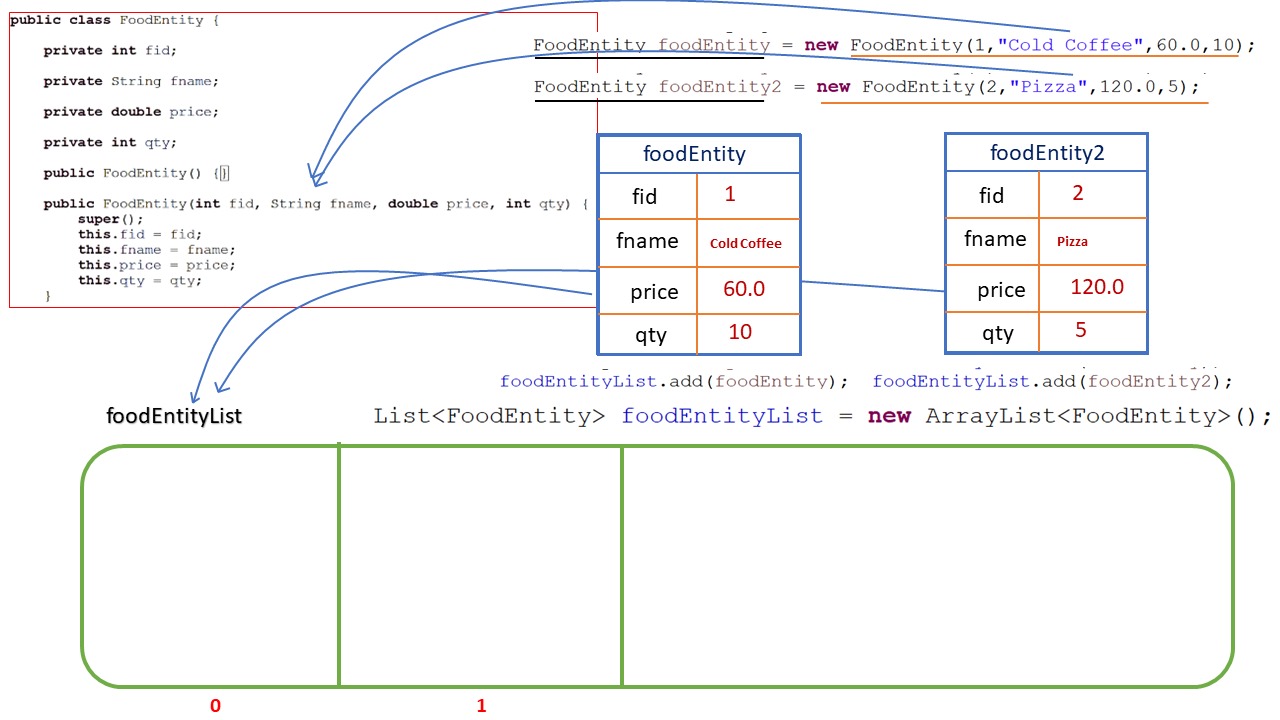 public class FoodEntity {
private int fid;
private String fname;
private double price;
private int qty;
public FoodEntity() {}
public FoodEntity(int fid, String fname, double price, int qty) {
super();
this.fid = fid;
this.fname = fname;
this.price = price;
this.qty = qty;
}
FoodEntity foodEntity = new FoodEntity(1,"Cold Coffee",60.0,10);
FoodEntity foodEntity2 = new FoodEntity(2,"Pizza",120.0,5);
foodEntity
fid 1
fname Cold Coffee
price 60.0
qty 10
foodEntity2
fid 2
fname Pizza
price 120.0
qty 5
foodEntityList.add(foodEntity); foodEntityList.add(foodEntity2);
foodEntityList List<FoodEntity> foodEntityList = new ArrayList<FoodEntity>();
0 1